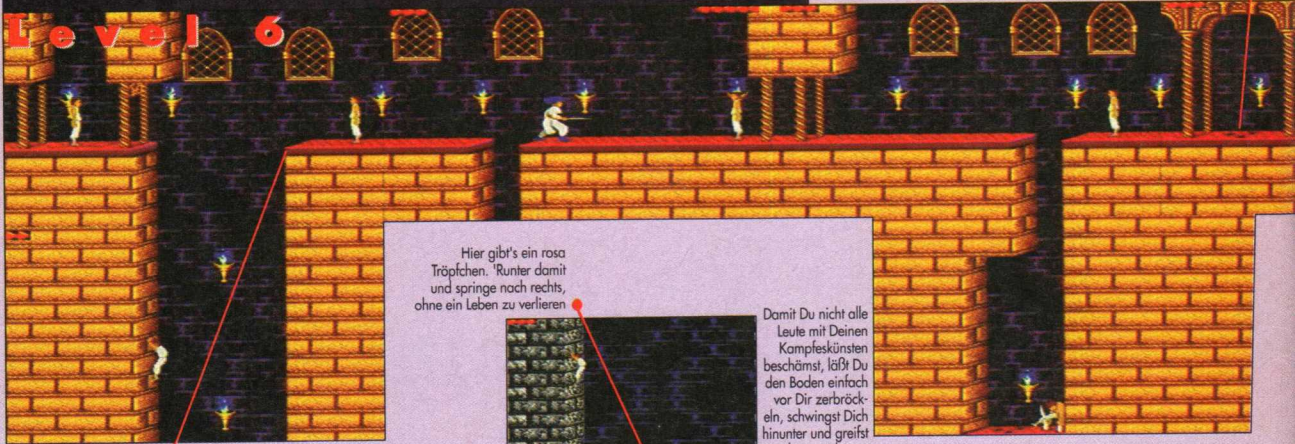 Level 6
Hier gibt's ein rosa
Tröpfchen. 'Runter damit
und springe nach rechts,
ohne ein Leben zu verlieren
Damit Du nicht alle
Leute mit Deinen
Kampfeskünsten
beschämst, läßt Du
den Boden einfach
vor Dir zerbröck-
eln, schwingst Dich
hinunter und greifst